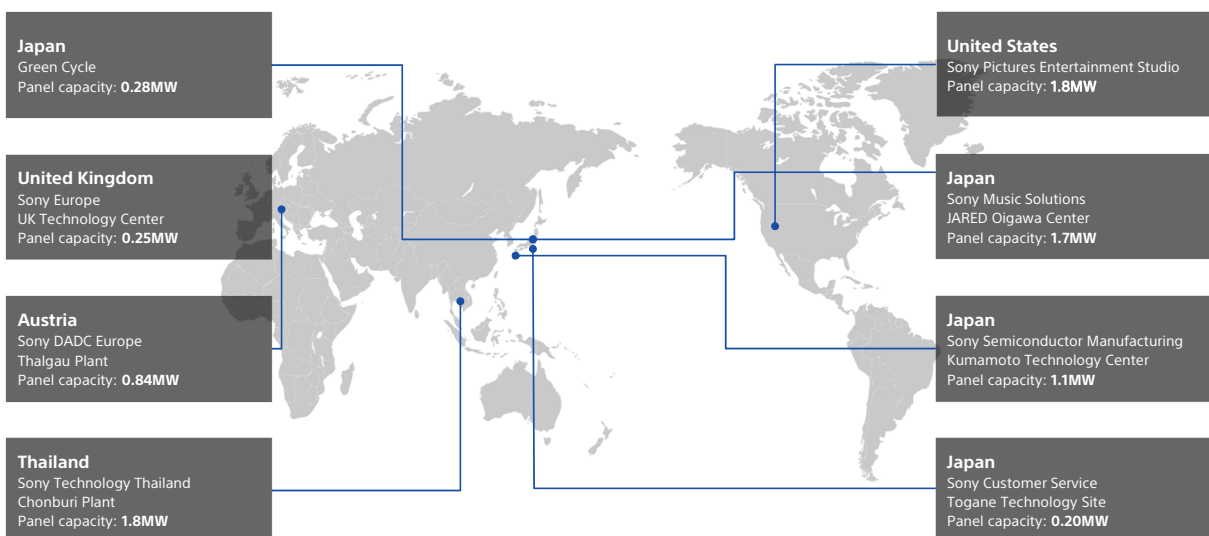 Japan
Green Cycle
Panel capacity: 0.28MW
United Kingdom
Sony Europe
UK Technology Center
Panel capacity: 0.25MW
Austria
Sony DADC Europe
Thalgau Plant
Panel capacity: 0.84MW
Thailand
Sony Technology Thailand
Chonburi Plant
Panel capacity: 1.8MW
United States
Sony Pictures Entertainment Studio
Panel capacity: 1.8MW
Japan
Sony Music Solutions
JARED Oigawa Center
Panel capacity: 1.7MW
Japan
Sony Semiconductor Manufacturing
Kumamoto Technology Center
Panel capacity: 1.1MW
Japan
Sony Customer Service
Togane Technology Site
Panel capacity: 0.20MW